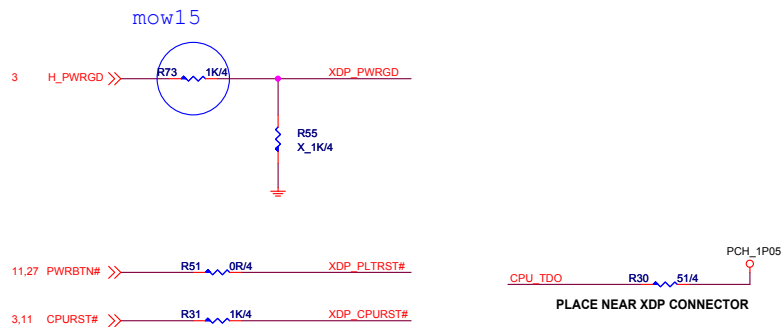 mow15
3 H_PWRGD R73 1K/4 XDP_PWRGD
R55
X_1K/4
11,27 PWRBTN# R51 0R/4 XDP_PLTRST#
PCH_1P05
CPU_TDO R30 51/4
PLACE NEAR XDP CONNECTOR
3,11 CPURST# R31 1K/4 XDP_CPURST#